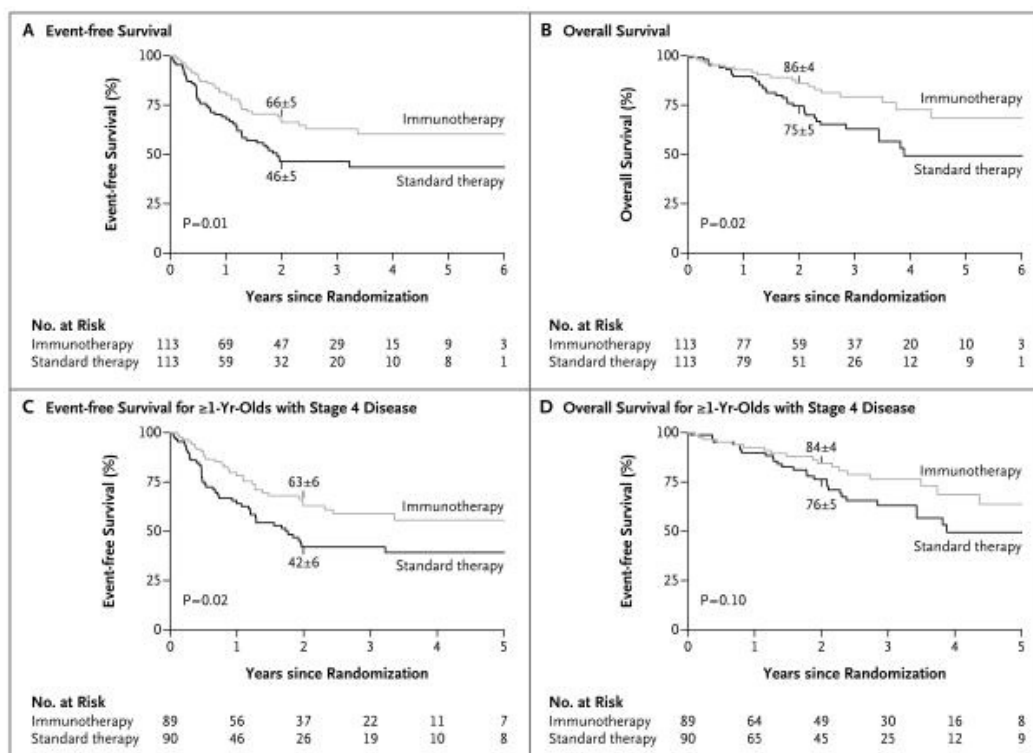 A Event-free Survival
100
75
50
25
0
Event-free Survival (%)
66±5
46±5
Immunotherapy
Standard therapy
P=0.01
0 1 2 3 4 5 6
Years since Randomization
No. at Risk
Immunotherapy 113 69 47 29 15 9 3
Standard therapy 113 59 32 20 10 8 1
B Overall Survival
100
75
50
25
0
Overall Survival (%)
86±4
75±5
Immunotherapy
Standard therapy
P=0.02
0 1 2 3 4 5 6
Years since Randomization
No. at Risk
Immunotherapy 113 77 59 37 20 10 3
Standard therapy 113 79 51 26 12 9 1
C Event-free Survival for ≥1-Yr-Olds with Stage 4 Disease
100
75
50
25
0
Event-free Survival (%)
63±6
42±6
Immunotherapy
Standard therapy
P=0.02
0 1 2 3 4 5
Years since Randomization
No. at Risk
Immunotherapy 89 56 37 22 11 7
Standard therapy 90 46 26 19 10 8
D Overall Survival for ≥1-Yr-Olds with Stage 4 Disease
100
75
50
25
0
Event-free Survival (%)
84±4
76±5
Immunotherapy
Standard therapy
P=0.10
0 1 2 3 4 5
Years since Randomization
No. at Risk
Immunotherapy 89 64 49 30 16 8
Standard therapy 90 65 45 25 12 9